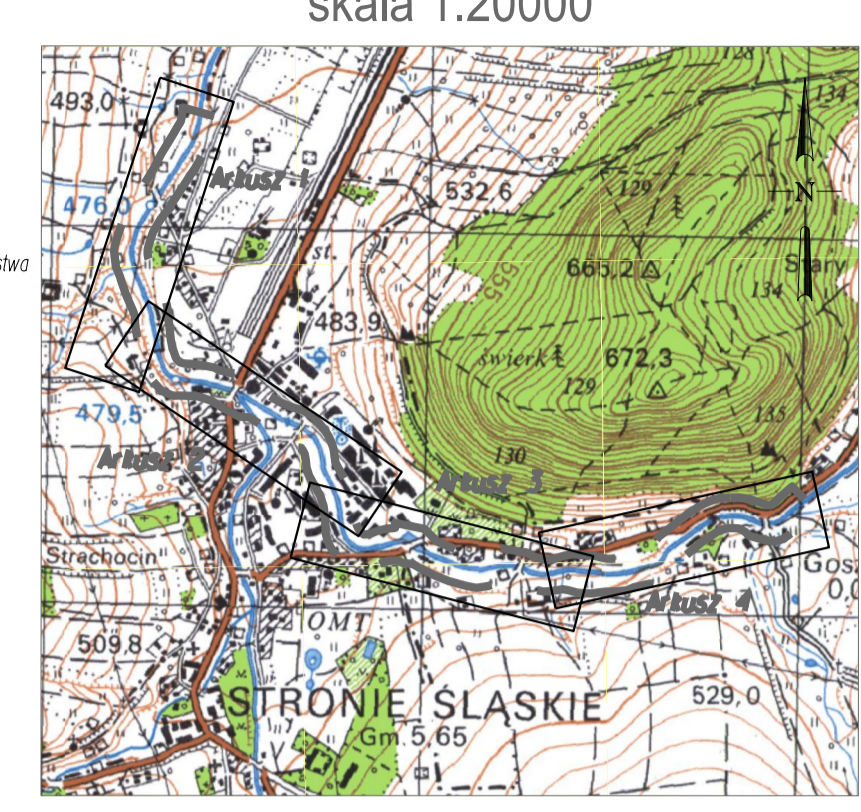 skala 1:20000
128
134
493,0
Arkusz 1
129
532,6
N
476,
stwa
st.
555
665,2
Stary
134
483,9
świerk
672,3
129
479,5
135
Arkusz 2
130
Arkusz 3
Strachocin
Gos
0,0
Arkusz 4
OMT
509,8
STRONIE ŚLĄSKIE
529,0
Gm 5,65